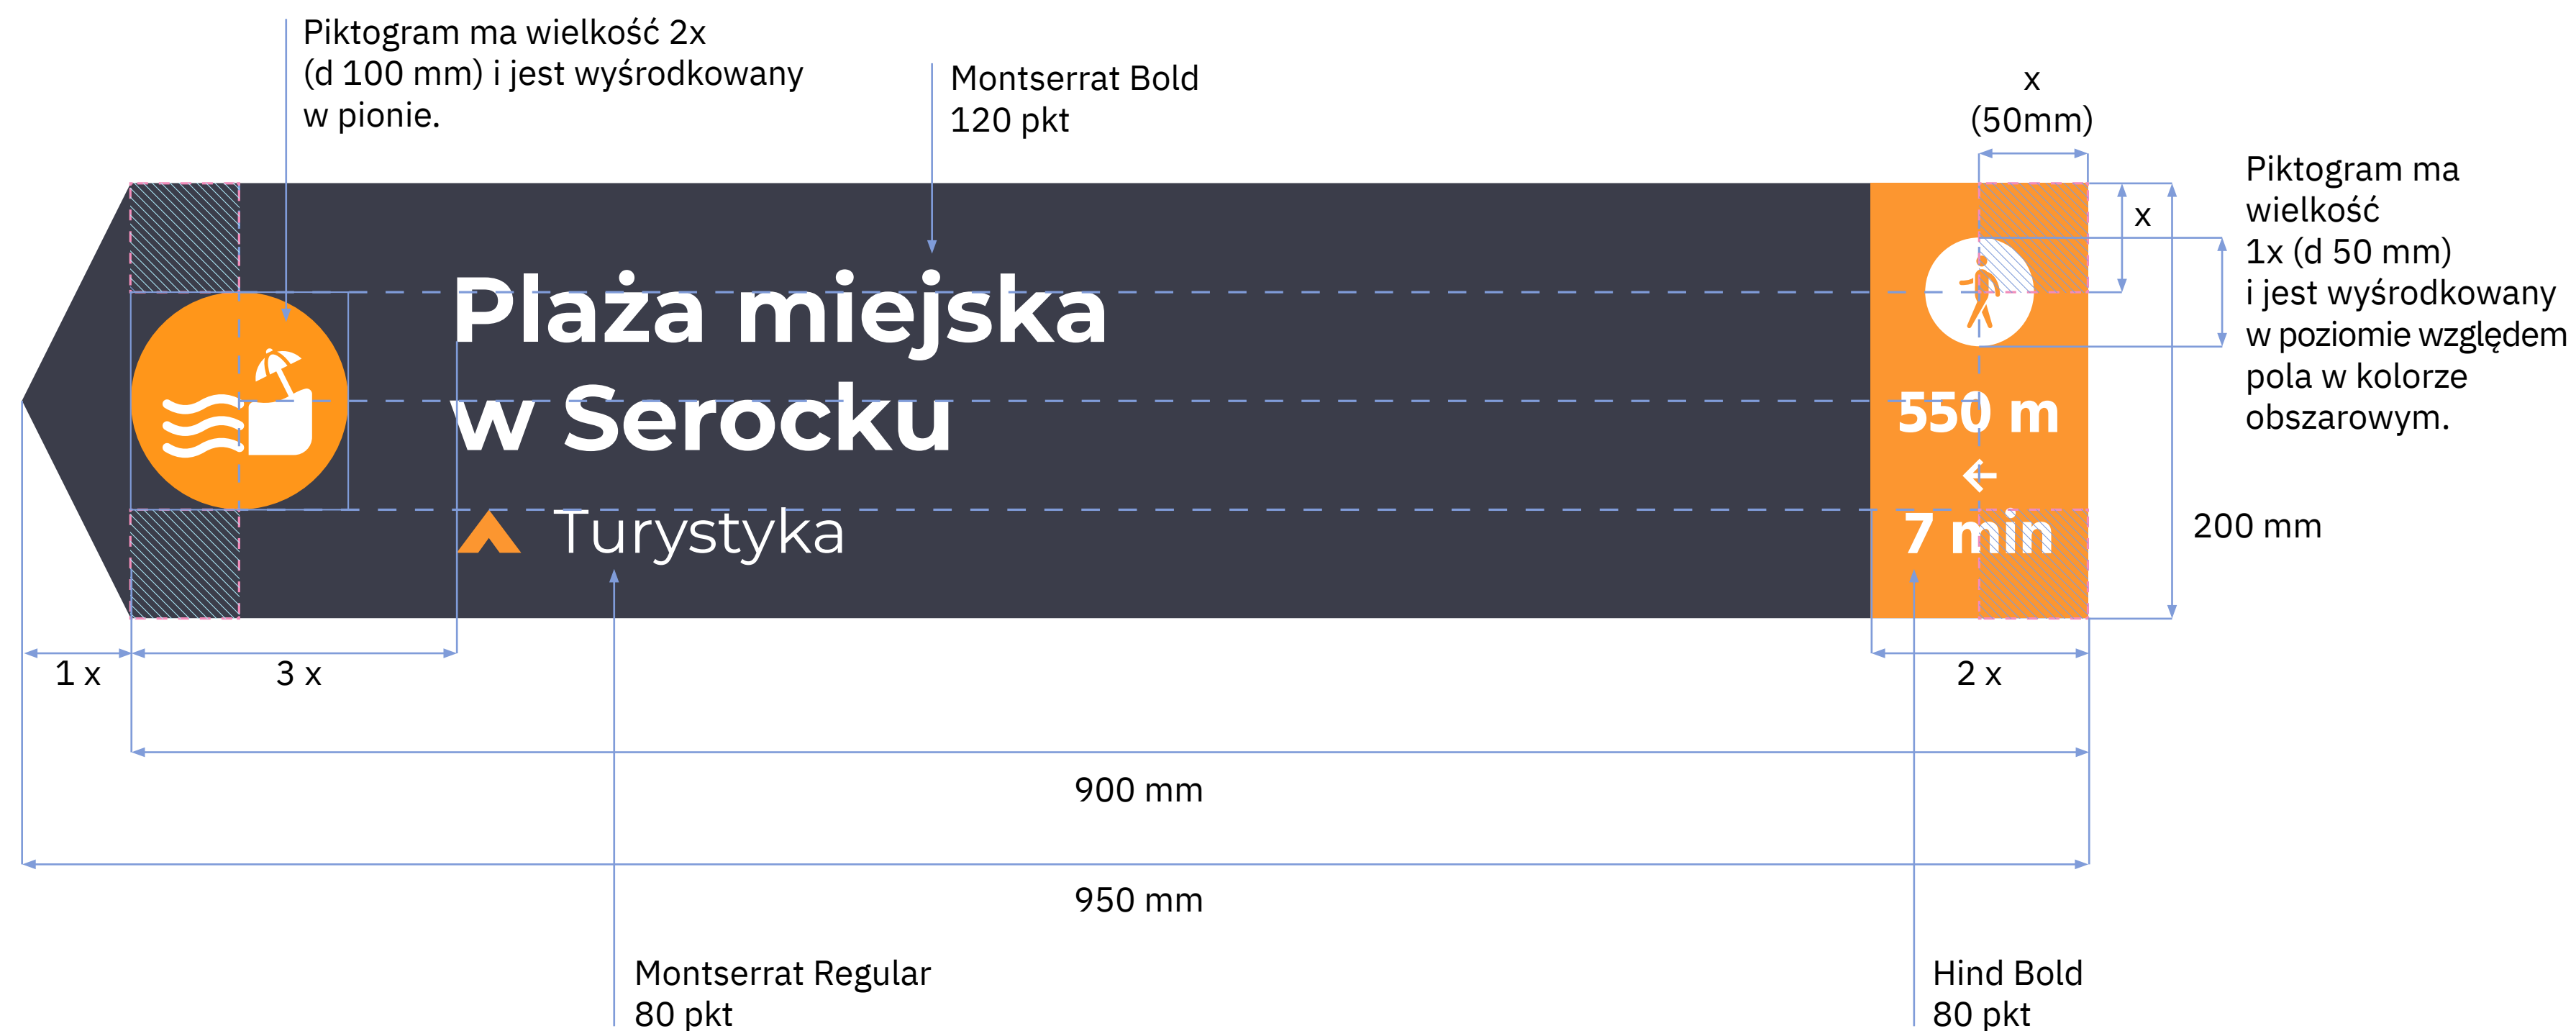 Piktogram ma wielkość 2x
(d 100 mm) i jest wyśrodkowany
w pionie.
Montserrat Bold
120 pkt
x
(50mm)
x
Piktogram ma
wielkość
1x (d 50 mm)
i jest wyśrodkowany
w poziomie względem
pola w kolorze
obszarowym.
Plaża miejska
w Serocku
Turystyka
550 m
←
7 min
200 mm
1 x
3 x
2 x
900 mm
950 mm
Montserrat Regular
80 pkt
Hind Bold
80 pkt